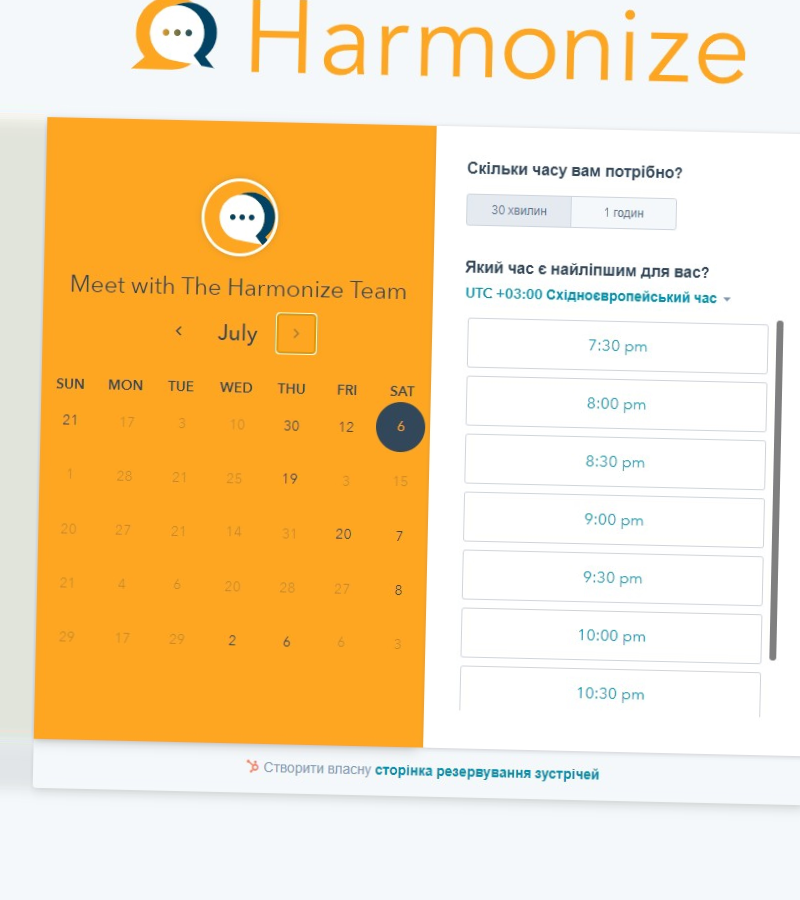 Harmonize
Meet with The Harmonize Team
July
SUN MON TUE WED THU FRI SAT
21 17 3 10 30 12 6
1 28 21 25 19 3 15
20 27 21 14 31 20 7
21 4 6 20 28 27 8
29 17 29 2 6 6 3
Скільки часу вам потрібно?
30 хвилин 1 годин
Який час є найліпшим для вас?
UTC +03:00 Східноєвропейський час
7:30 pm
8:00 pm
8:30 pm
9:00 pm
9:30 pm
10:00 pm
10:30 pm
Створити власну сторінка резервування зустрічей